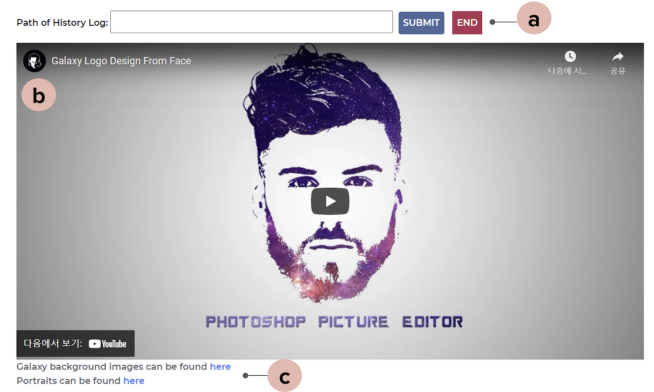 Path of History Log:
SUBMIT
END
a
Galaxy Logo Design From Face
나중에 시...
공유
b
PHOTOSHOP PICTURE EDITOR
다음에서 보기: YouTube
Galaxy background images can be found here
Portraits can be found here
c